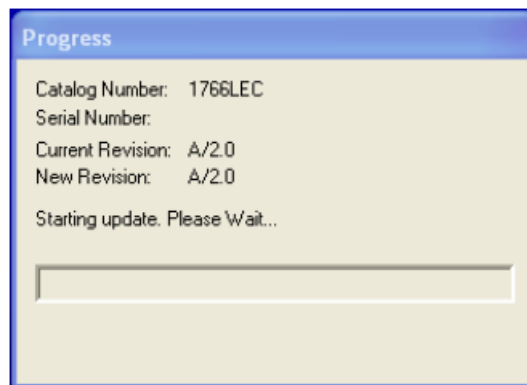 Progress
Catalog Number: 1766LEC
Serial Number:
Current Revision: A/2.0
New Revision: A/2.0
Starting update. Please Wait...